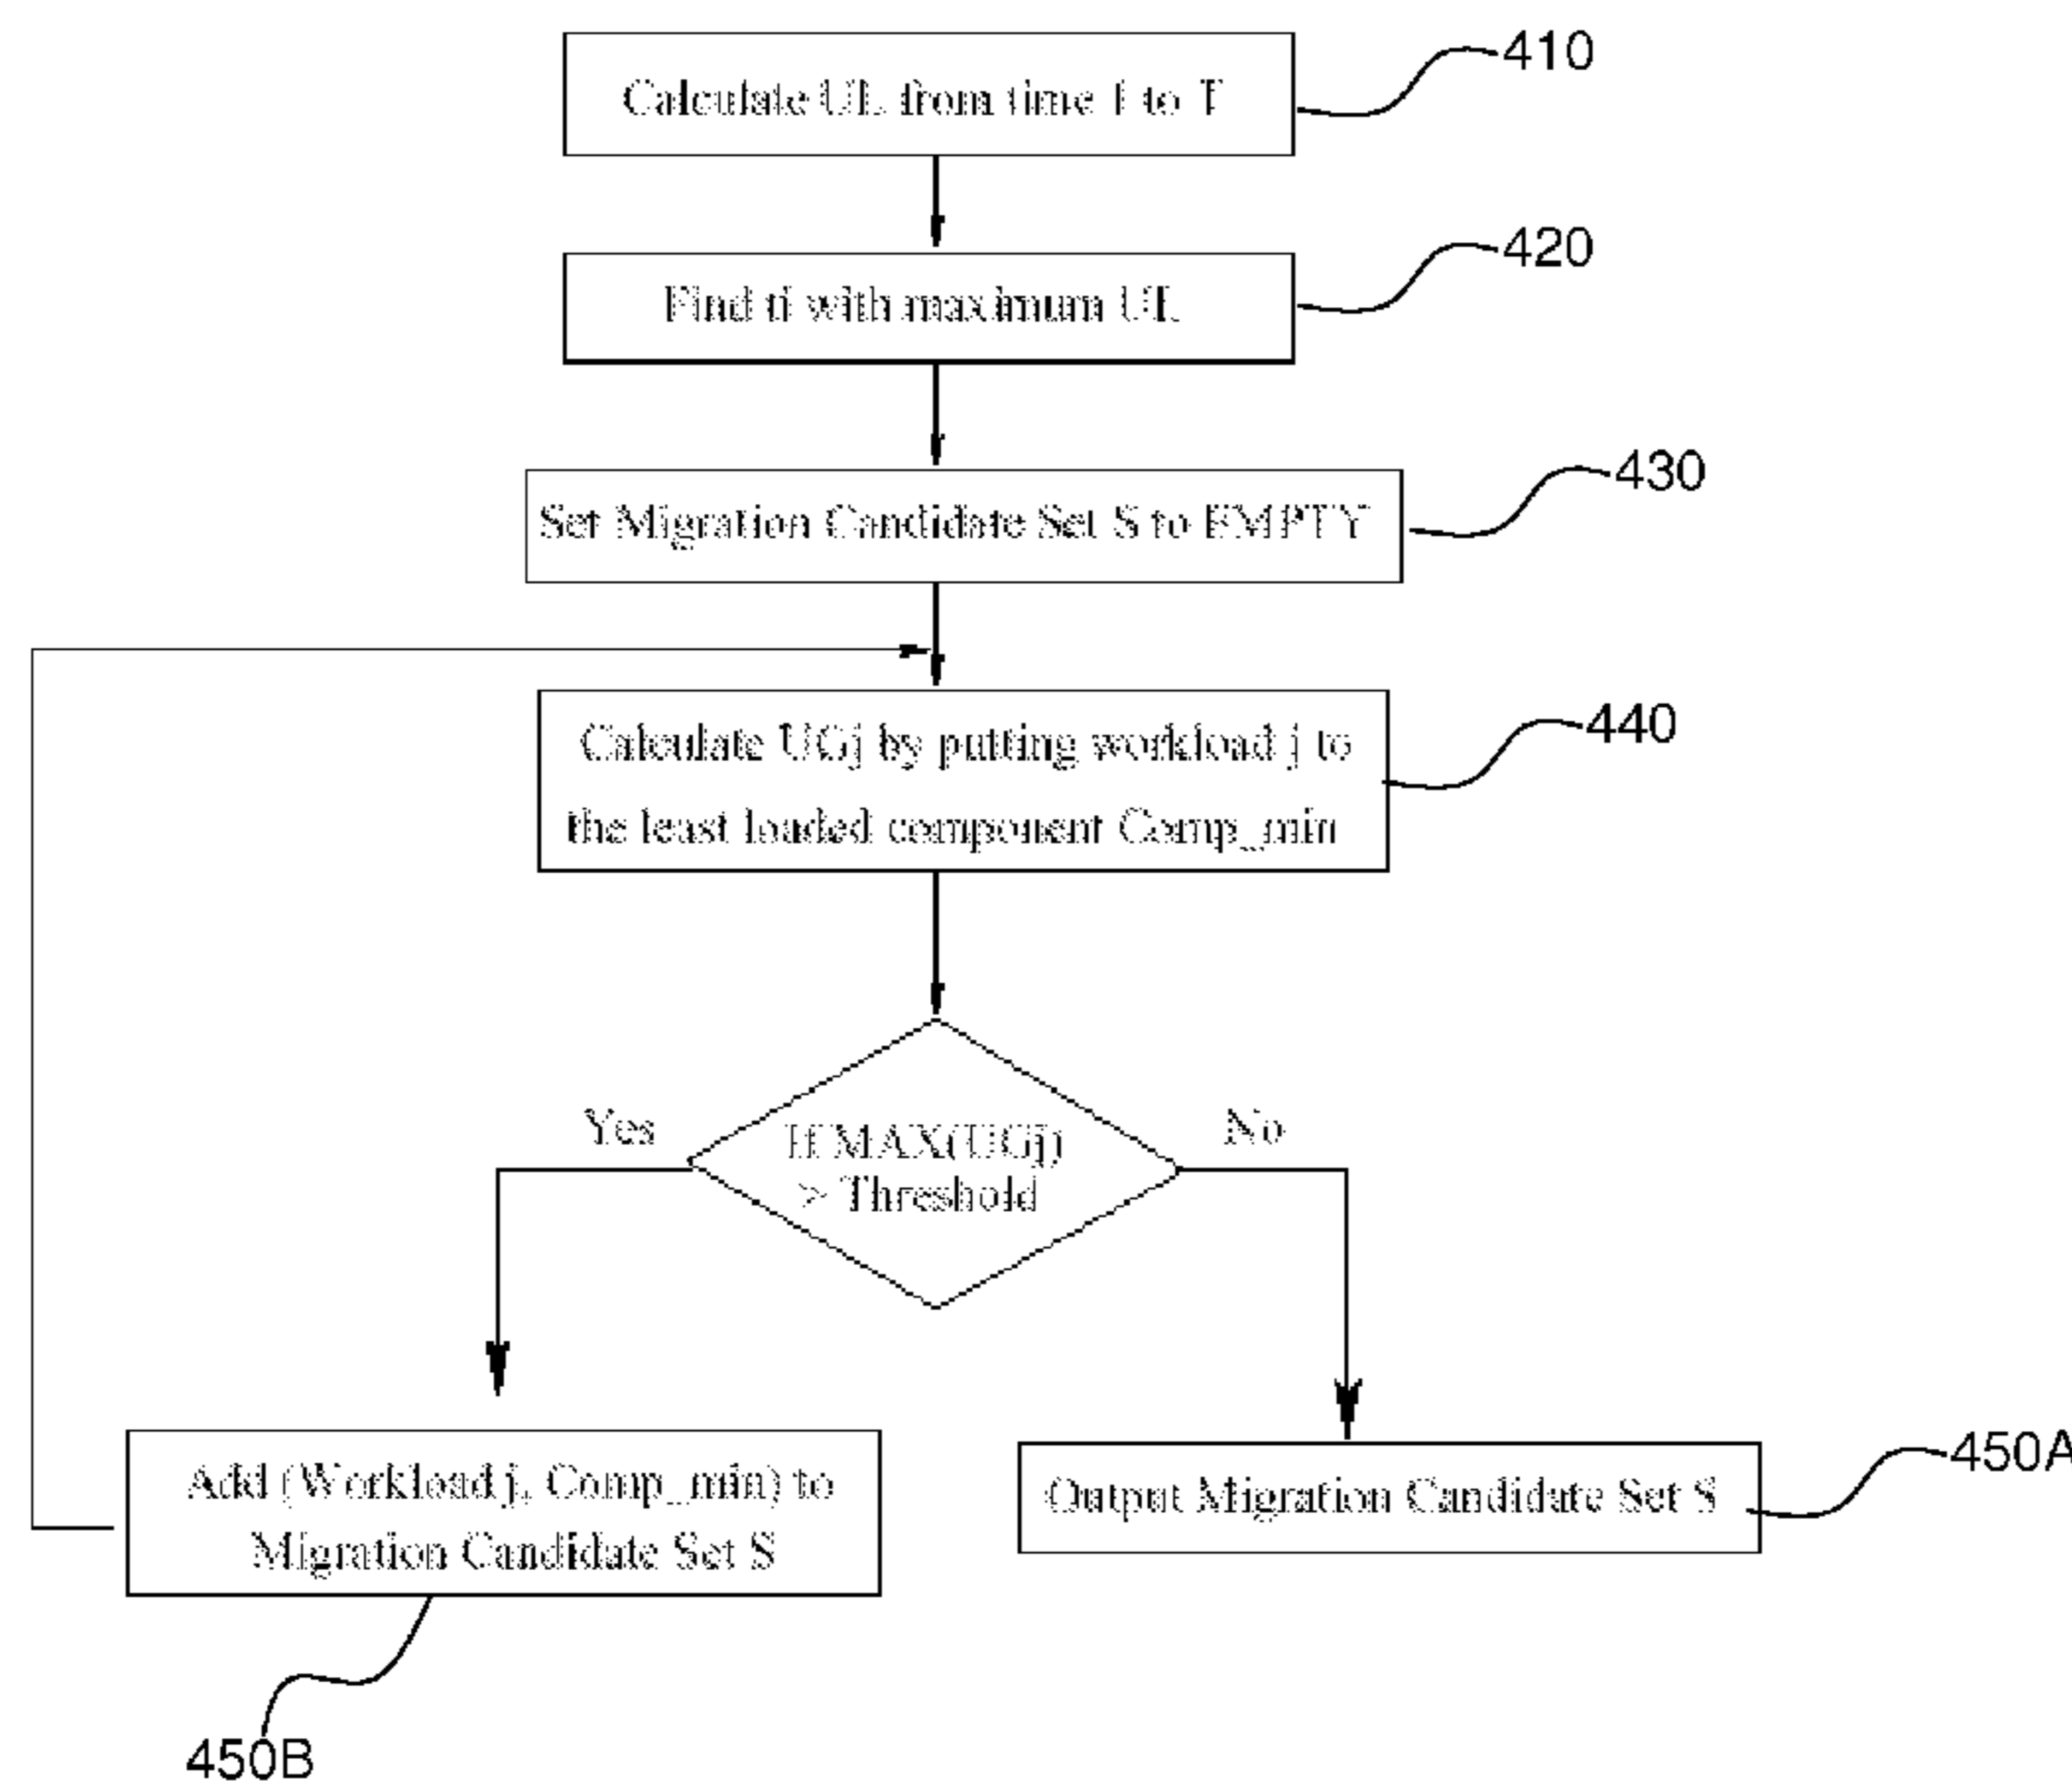 Calculate UL from time 1 to T
410
Find ti with maximum UL
420
Set Migration Candidate Set S to EMPTY
430
Calculate UGj by putting workload j to
the least loaded component Comp_min
440
If MAX(UGj)
> Threshold
Yes
No
Add (Workload j, Comp_min) to
Migration Candidate Set S
450B
Output Migration Candidate Set S
450A